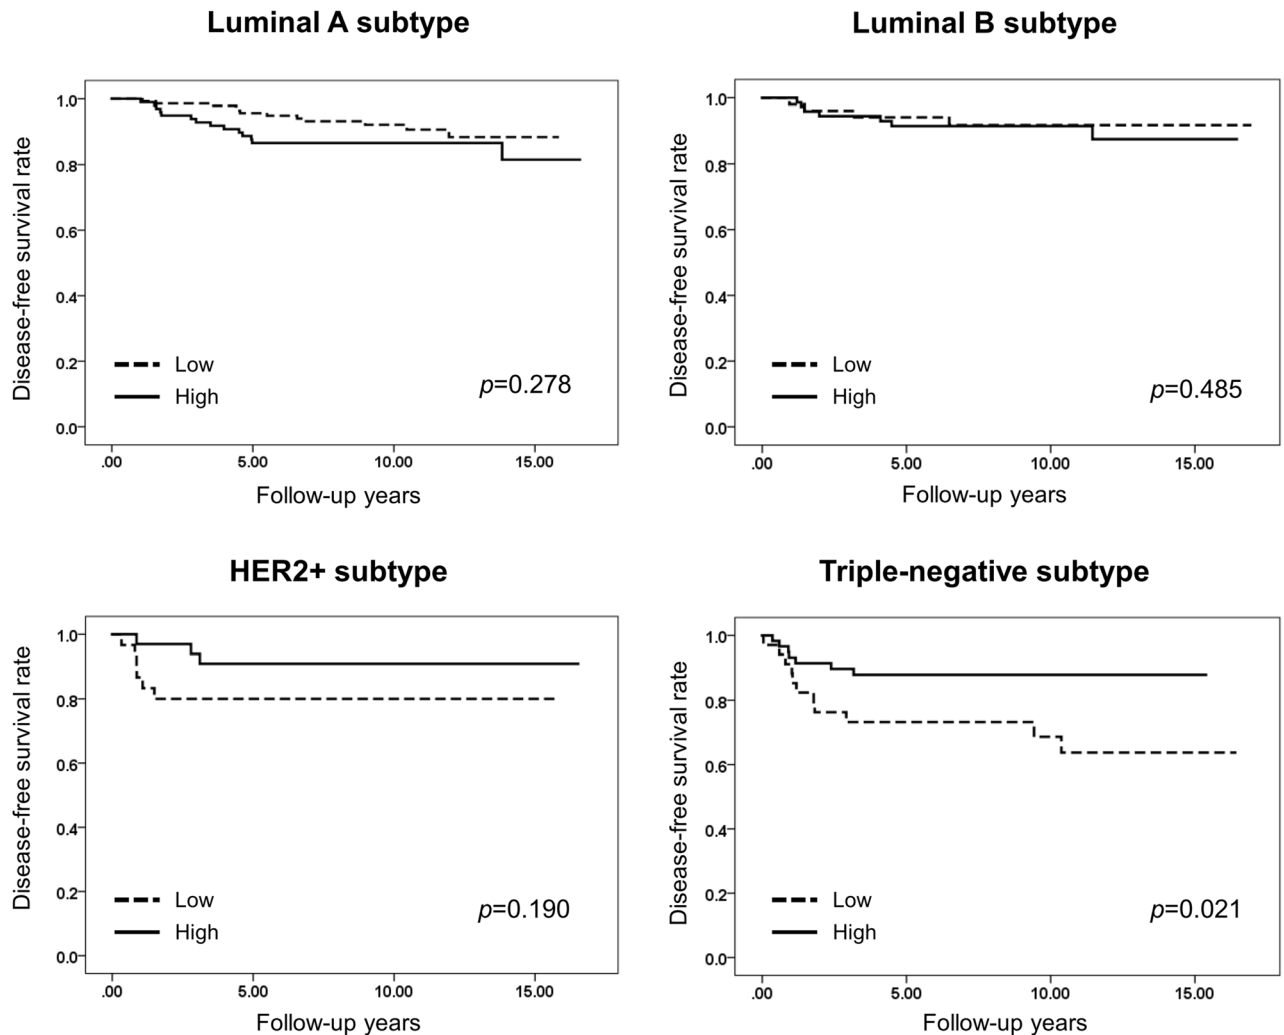 Luminal A subtype
Disease-free survival rate
1.0
0.8
0.6
0.4
0.2
0.0
Low
High
p=0.278
.00 5.00 10.00 15.00
Follow-up years
Luminal B subtype
Disease-free survival rate
1.0
0.8
0.6
0.4
0.2
0.0
Low
High
p=0.485
.00 5.00 10.00 15.00
Follow-up years
HER2+ subtype
Disease-free survival rate
1.0
0.8
0.6
0.4
0.2
0.0
Low
High
p=0.190
.00 5.00 10.00 15.00
Follow-up years
Triple-negative subtype
Disease-free survival rate
1.0
0.8
0.6
0.4
0.2
0.0
Low
High
p=0.021
.00 5.00 10.00 15.00
Follow-up years